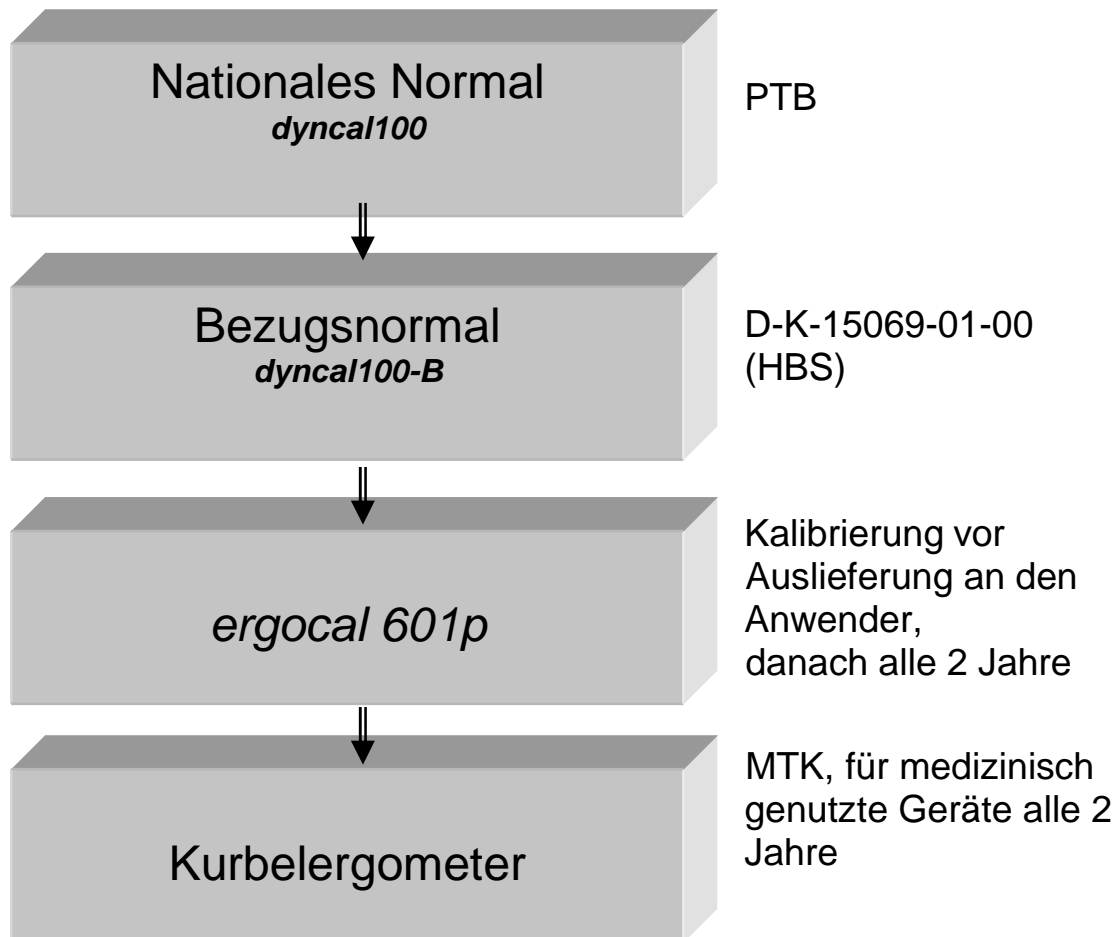 Nationales Normal
dyncal100
PTB
Bezugsnormal
dyncal100-B
D-K-15069-01-00
(HBS)
ergocal 601p
Kalibrierung vor
Auslieferung an den
Anwender,
danach alle 2 Jahre
Kurbelergometer
MTK, für medizinisch
genutzte Geräte alle 2
Jahre